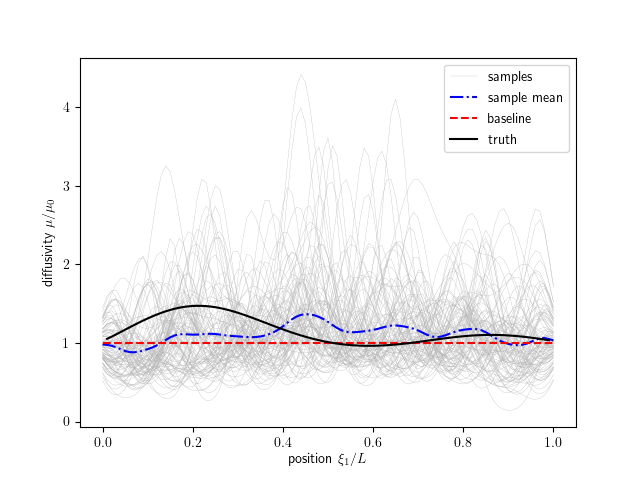 samples
sample mean
baseline
truth
diffusivity μ/μ₀
4
3
2
1
0
0.0 0.2 0.4 0.6 0.8 1.0
position ξ₁/L